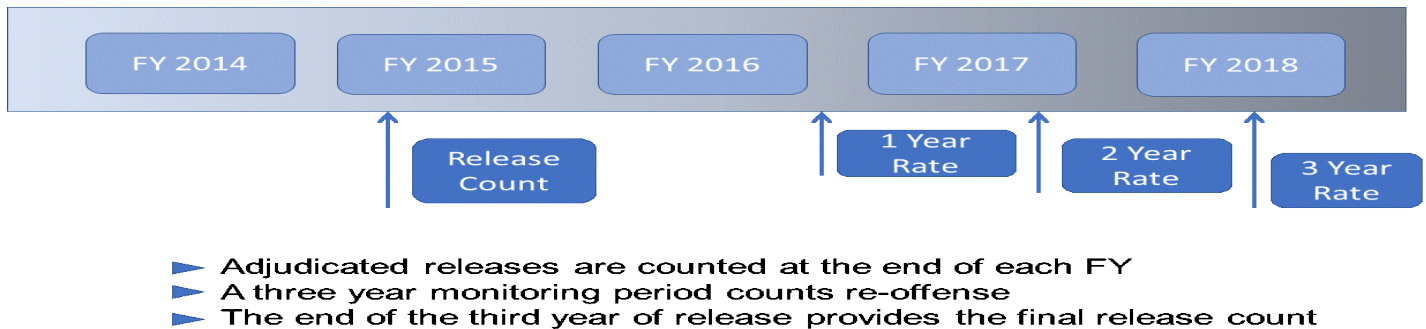 FY 2014
FY 2015
FY 2016
FY 2017
FY 2018
Release
Count
1 Year
Rate
2 Year
Rate
3 Year
Rate
Adjudicated releases are counted at the end of each FY
A three year monitoring period counts re-offense
The end of the third year of release provides the final release count